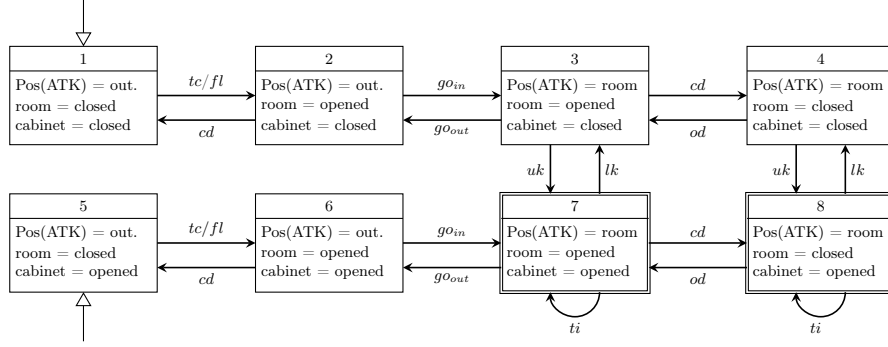 1
Pos(ATK) = out.
room = closed
cabinet = closed
tc/fl
cd
2
Pos(ATK) = out.
room = opened
cabinet = closed
go_in
go_out
3
Pos(ATK) = room
room = opened
cabinet = closed
cd
od
4
Pos(ATK) = room
room = closed
cabinet = closed
uk
lk
uk
lk
5
Pos(ATK) = out.
room = closed
cabinet = opened
tc/fl
cd
6
Pos(ATK) = out.
room = opened
cabinet = opened
go_in
go_out
7
Pos(ATK) = room
room = opened
cabinet = opened
cd
od
8
Pos(ATK) = room
room = closed
cabinet = opened
ti
ti